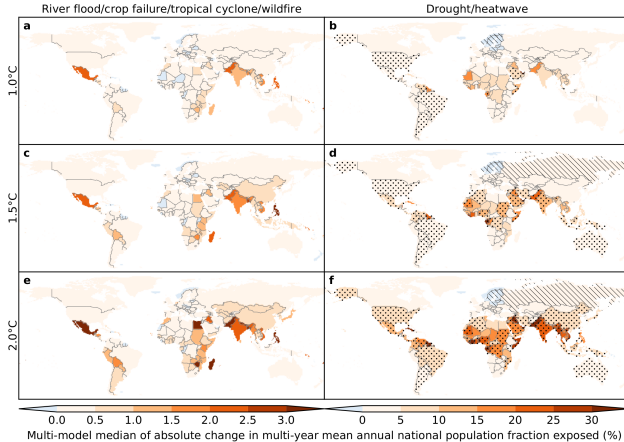 River flood/crop failure/tropical cyclone/wildfire
Drought/heatwave
a
b
1.0°C
c
d
1.5°C
e
f
2.0°C
0.0 0.5 1.0 1.5 2.0 2.5 3.0
0 5 10 15 20 25 30
Multi-model median of absolute change in multi-year mean annual national population fraction exposed (%)